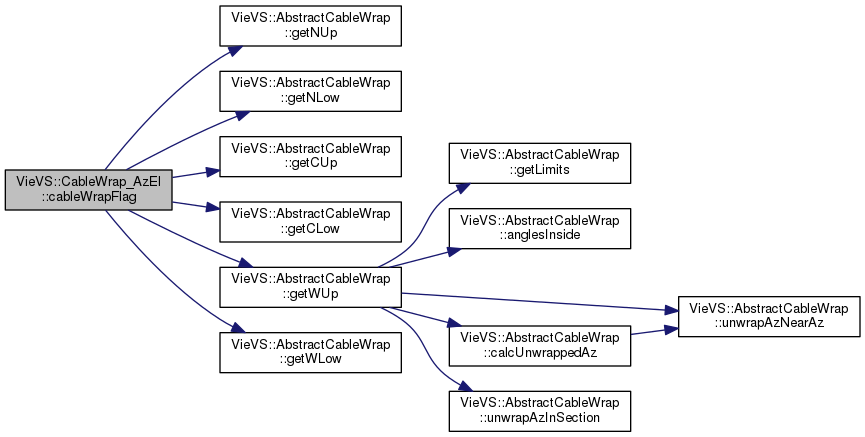 VieVS::CableWrap_AzEl
::cableWrapFlag
VieVS::AbstractCableWrap
::getNUp
VieVS::AbstractCableWrap
::getNLow
VieVS::AbstractCableWrap
::getCUp
VieVS::AbstractCableWrap
::getCLow
VieVS::AbstractCableWrap
::getWUp
VieVS::AbstractCableWrap
::getWLow
VieVS::AbstractCableWrap
::getLimits
VieVS::AbstractCableWrap
::anglesInside
VieVS::AbstractCableWrap
::calcUnwrappedAz
VieVS::AbstractCableWrap
::unwrapAzInSection
VieVS::AbstractCableWrap
::unwrapAzNearAz